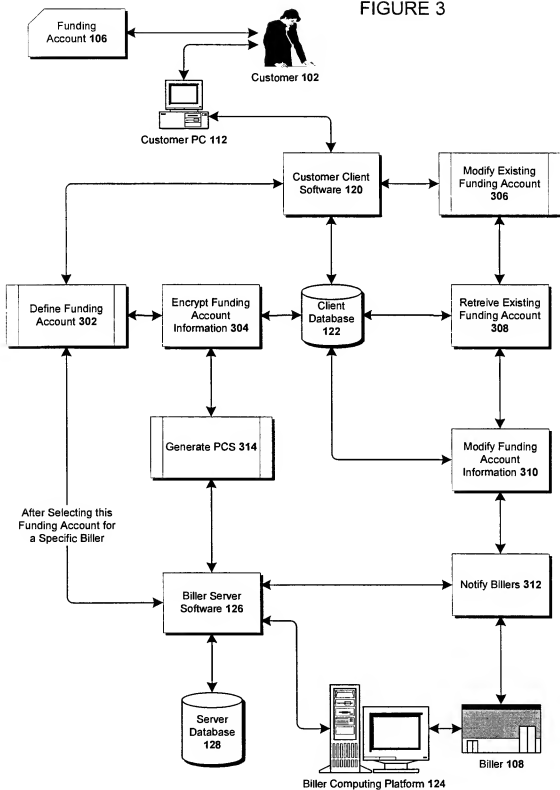 FIGURE 3
Funding
Account 106
Customer 102
Customer PC 112
Customer Client
Software 120
Modify Existing
Funding Account
306
Define Funding
Account 302
Encrypt Funding
Account
Information 304
Client
Database
122
Retreive Existing
Funding Account
308
Generate PCS 314
Modify Funding
Account
Information 310
After Selecting this
Funding Account for
a Specific Biller
Biller Server
Software 126
Notify Billers 312
Server
Database
128
Biller Computing Platform 124
Biller 108